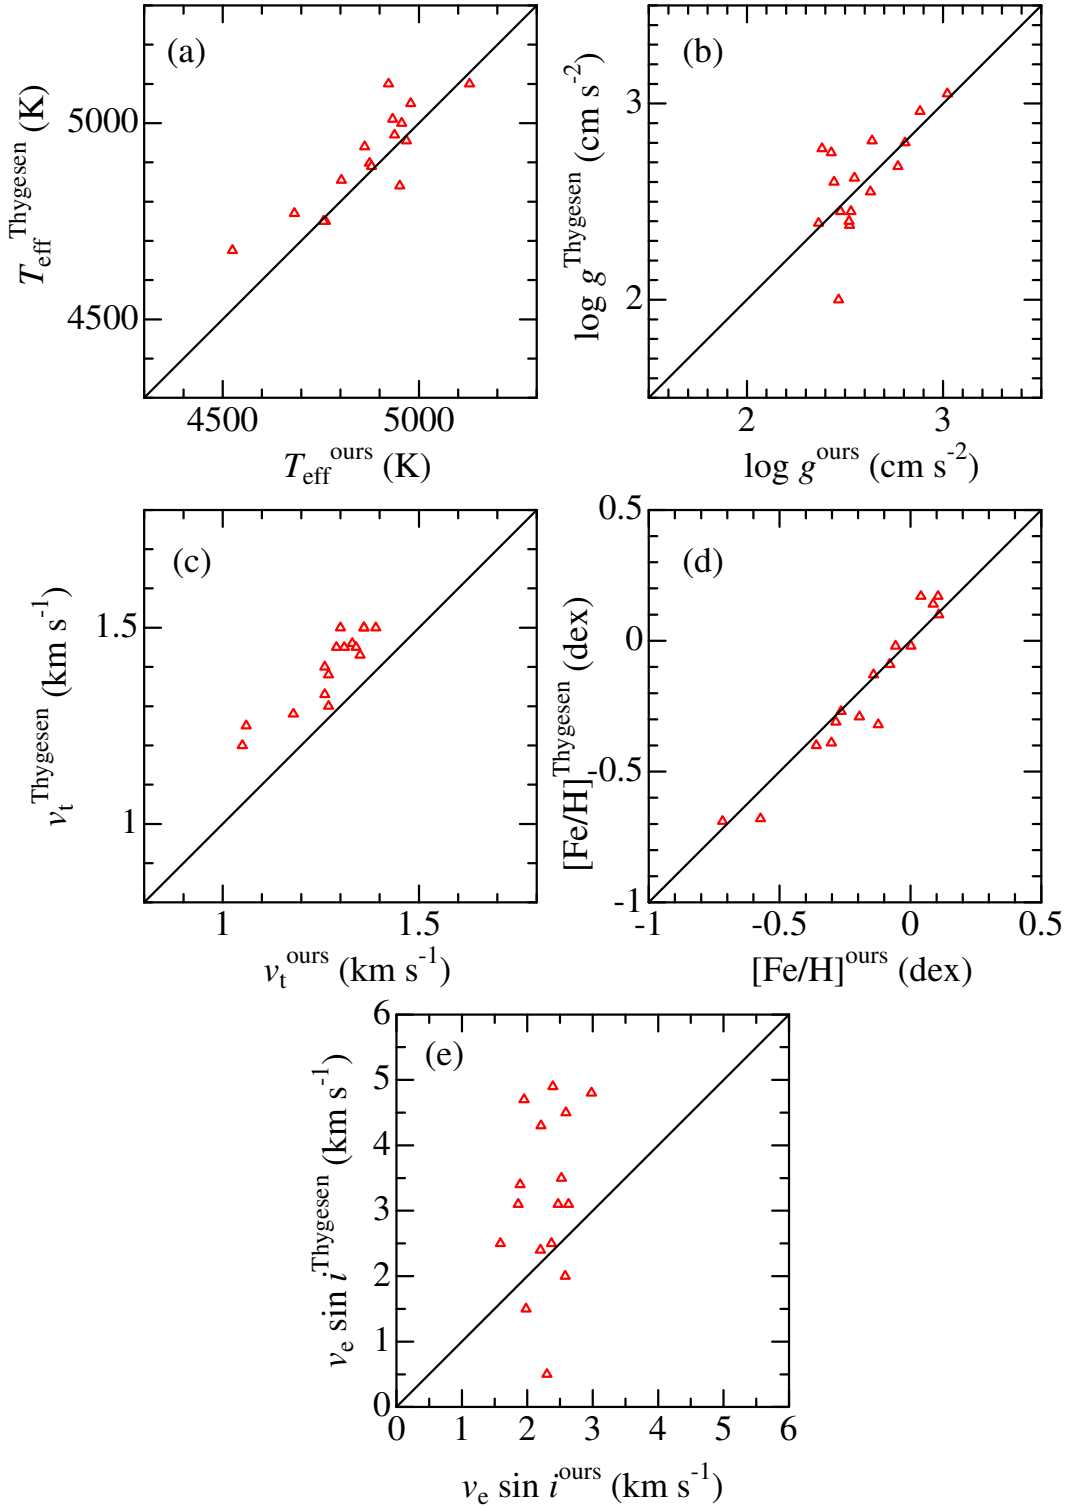 (a)
5000
4500
T_eff^Thygesen (K)
4500 5000
T_eff^ours (K)
(b)
3
2
log g^Thygesen (cm s^-2)
2 3
log g^ours (cm s^-2)
(c)
1.5
1
v_t^Thygesen (km s^-1)
1 1.5
v_t^ours (km s^-1)
(d)
0.5
0
-0.5
-1
[Fe/H]^Thygesen (dex)
-1 -0.5 0 0.5
[Fe/H]^ours (dex)
(e)
6
5
4
3
2
1
0
v_e sin i^Thygesen (km s^-1)
0 1 2 3 4 5 6
v_e sin i^ours (km s^-1)